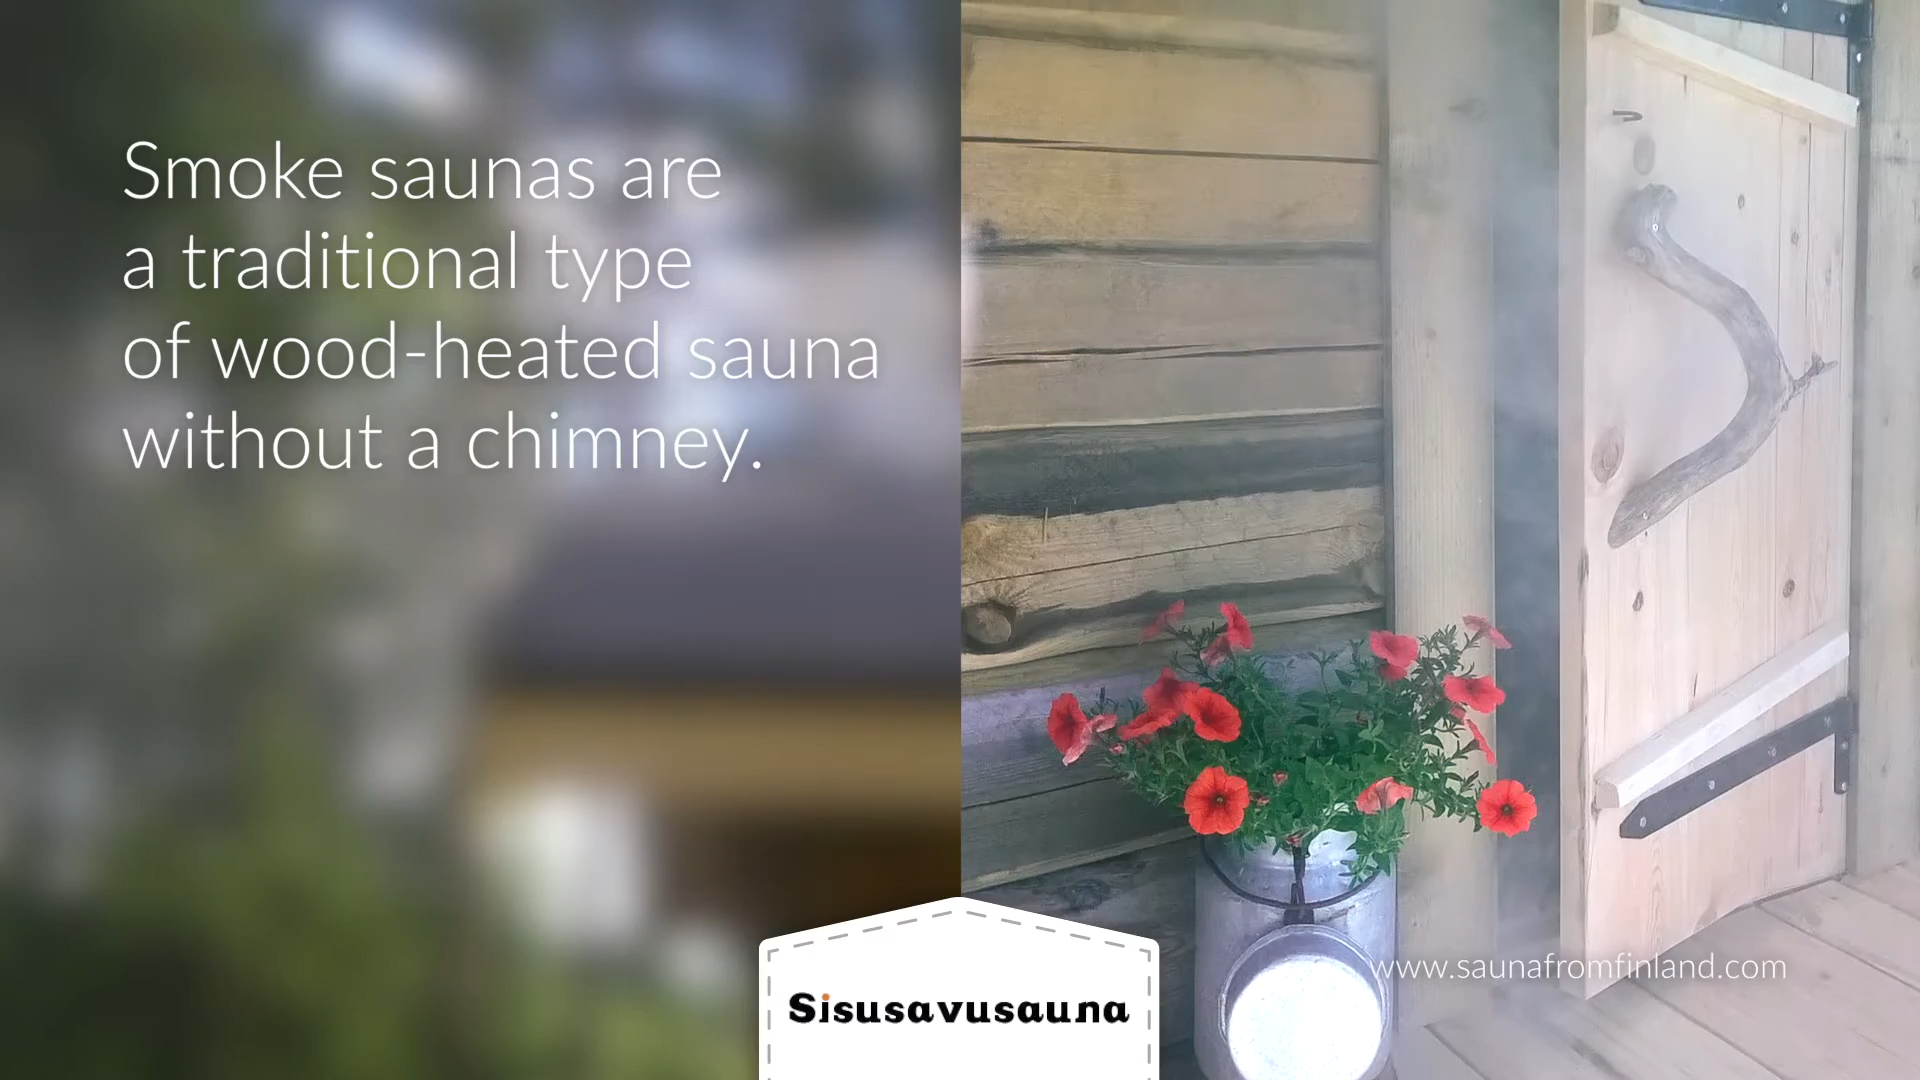 Smoke saunas are
a traditional type
of wood-heated sauna
without a chimney.
www.saunafromfinland.com
Sisusavusauna